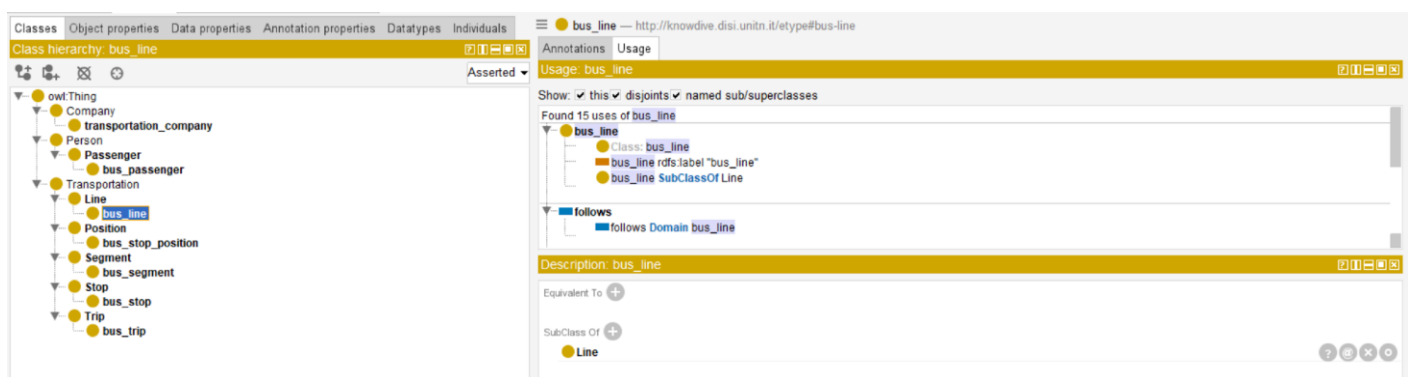 Classes Object properties Data properties Annotation properties Datatypes Individuals
Class hierarchy: bus_line
Asserted
owl:Thing
Company
transportation_company
Person
Passenger
bus_passenger
Transportation
Line
bus_line
Position
bus_stop_position
Segment
bus_segment
Stop
bus_stop
Trip
bus_trip
bus_line — http://knowdive.disi.unitn.it/etype#bus-line
Annotations Usage
Usage: bus_line
Show: this disjoints named sub/superclasses
Found 15 uses of bus_line
bus_line
Class: bus_line
bus_line rdfs:label "bus_line"
bus_line SubClassOf Line
follows
follows Domain bus_line
Description: bus_line
Equivalent To
SubClass Of
Line